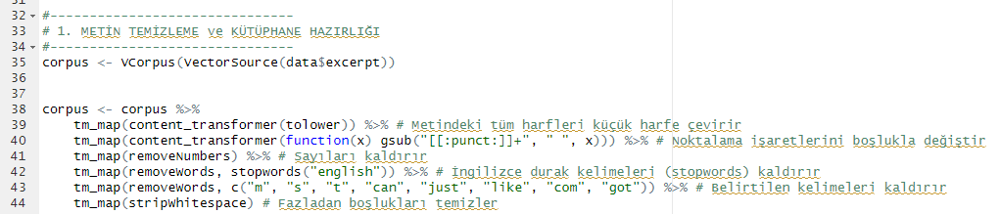 32 #-------------------------------
33 # 1. METİN TEMİZLEME ve KÜTÜPHANE HAZIRLIĞI
34 #-------------------------------
35 corpus <- VCorpus(VectorSource(data$excerpt))
36
37
38 corpus <- corpus %>%
39 tm_map(content_transformer(tolower)) %>% # Metindeki tüm harfleri küçük harfe çevirir
40 tm_map(content_transformer(function(x) gsub("[[:punct:]]+", " ", x))) %>% # Noktalama işaretlerini boşlukla değiştir
41 tm_map(removeNumbers) %>% # Sayıları kaldırır
42 tm_map(removeWords, stopwords("english")) %>% # İngilizce durak kelimeleri (stopwords) kaldırır
43 tm_map(removeWords, c("m", "s", "t", "can", "just", "like", "com", "got")) %>% # Belirtilen kelimeleri kaldırır
44 tm_map(stripWhitespace) # Fazladan boşlukları temizler